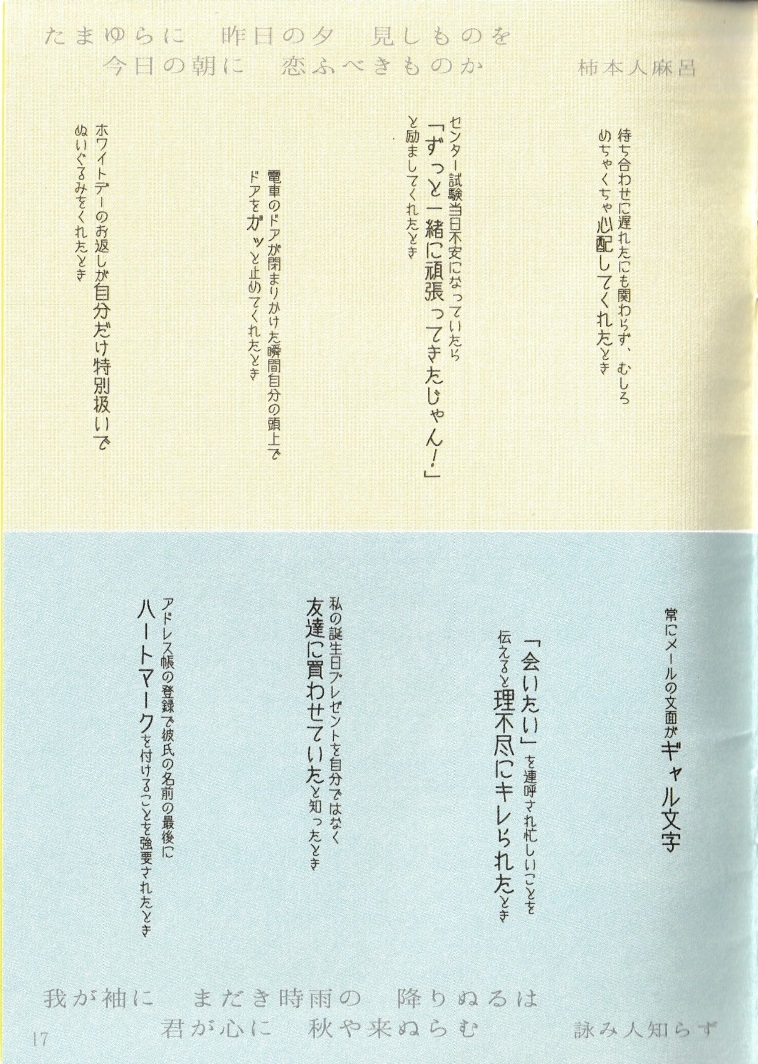 たまゆらに　昨日の夕　見しものを
今日の朝に　恋ふべきものか　柿本人麻呂
待ち合わせに遅れたにも関わらず、むしろ
めちゃくちゃ心配してくれたとき
センター試験当日不安になっていたら
「ずっと一緒に頑張ってきたじゃん！」
と励ましてくれたとき
電車のドアが閉まりかけた瞬間自分の頭上で
ドアをガッと止めてくれたとき
ホワイトデーのお返しが自分だけ特別扱いで
ぬいぐるみをくれたとき
常にメールの文面がギャル文字
「会いたい」を連呼され忙しいことを
伝えると理不尽にキレられたとき
私の誕生日プレゼントを自分ではなく
友達に買わせていたと知ったとき
アドレス帳の登録で彼氏の名前の最後に
ハートマークを付けることを強要されたとき
我が袖に　まだき時雨の　降りぬるは
君が心に　秋や来ぬらむ　詠み人知らず
17